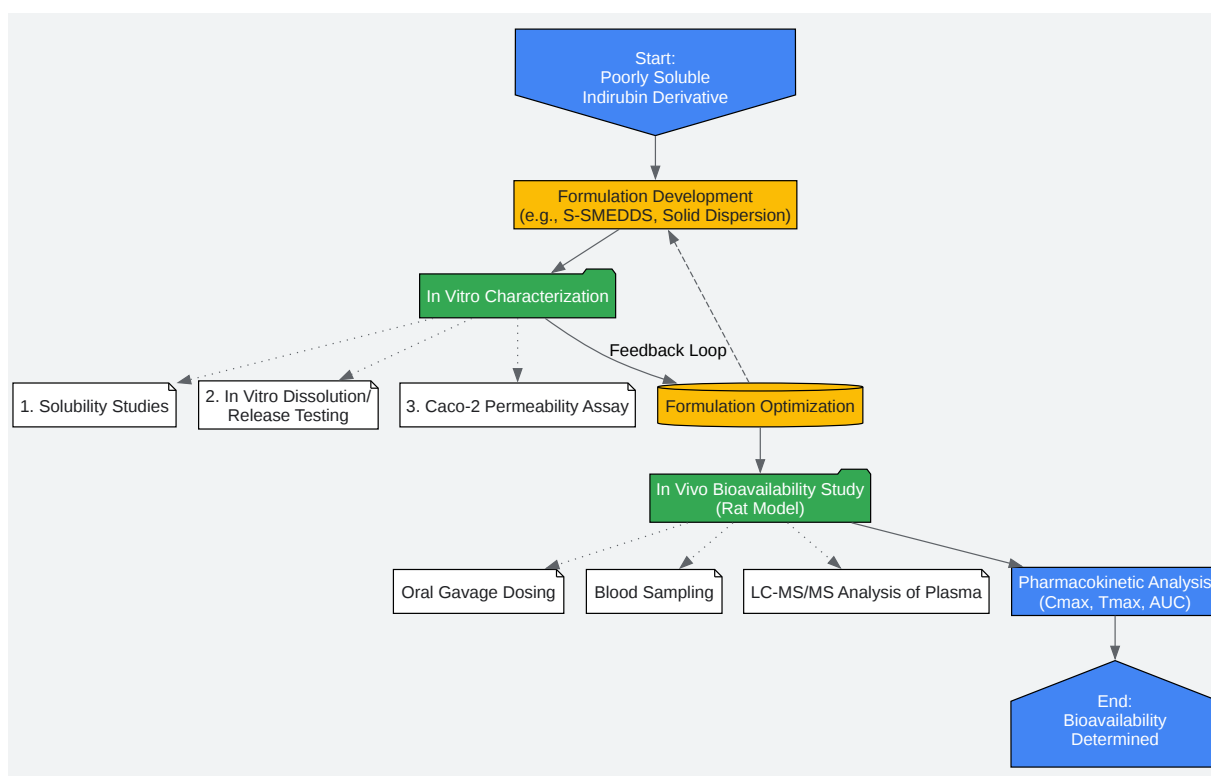 Start:
Poorly Soluble
Indirubin Derivative
Formulation Development
(e.g., S-SMEDDS, Solid Dispersion)
In Vitro Characterization
Feedback Loop
1. Solubility Studies
2. In Vitro Dissolution/
Release Testing
3. Caco-2 Permeability Assay
Formulation Optimization
In Vivo Bioavailability Study
(Rat Model)
Oral Gavage Dosing
Blood Sampling
LC-MS/MS Analysis of Plasma
Pharmacokinetic Analysis
(Cmax, Tmax, AUC)
End:
Bioavailability
Determined